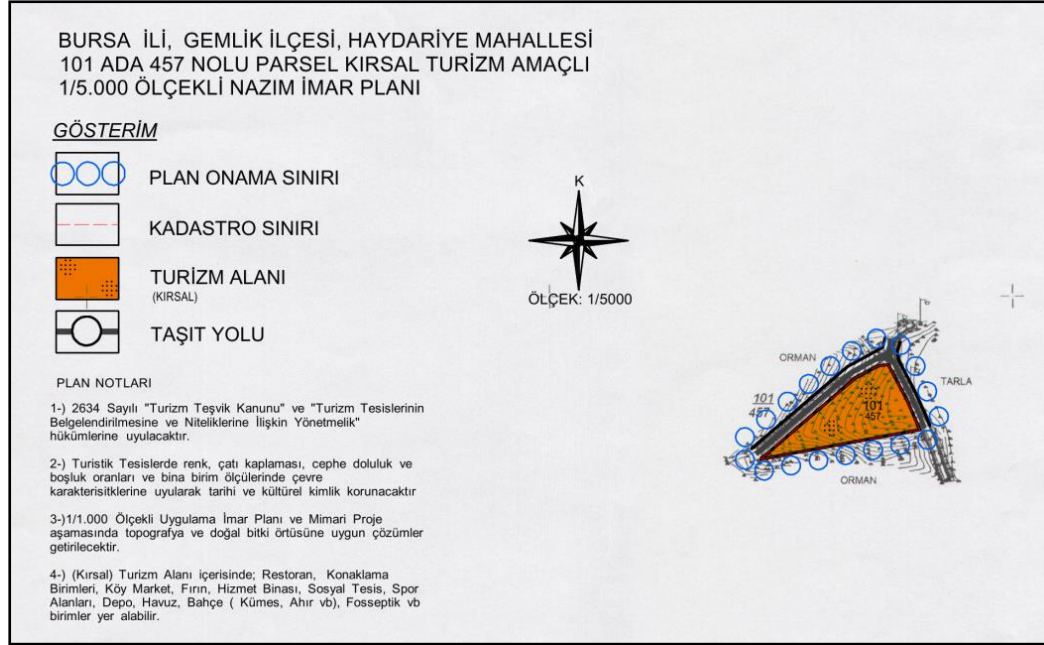 BURSA İLİ, GEMLİK İLÇESİ, HAYDARİYE MAHALLESİ
101 ADA 457 NOLU PARSEL KIRSAL TURİZM AMAÇLI
1/5.000 ÖLÇEKLİ NAZIM İMAR PLANI
GÖSTERİM
PLAN ONAMA SINIRI
KADASTRO SINIRI
TURİZM ALANI
(KIRSAL)
TAŞIT YOLU
PLAN NOTLARI
1-) 2634 Sayılı "Turizm Teşvik Kanunu" ve "Turizm Tesislerinin
Belgelendirilmesine ve Niteliklerine İlişkin Yönetmelik"
hükümlerine uyulacaktır.
2-) Turistik Tesislerde renk, çatı kaplaması, cephe doluluk ve
boşluk oranları ve bina birim ölçülerinde çevre
karakterisitklerine uyularak tarihi ve kültürel kimlik korunacaktır
3-)1/1.000 Ölçekli Uygulama İmar Planı ve Mimari Proje
aşamasında topografya ve doğal bitki örtüsüne uygun çözümler
getirilecektir.
4-) (Kırsal) Turizm Alanı içerisinde; Restoran, Konaklama
Birimleri, Köy Market, Fırın, Hizmet Binası, Sosyal Tesis, Spor
Alanları, Depo, Havuz, Bahçe ( Kümes, Ahır vb), Fosseptik vb
birimler yer alabilir.
K
ÖLÇEK: 1/5000
ORMAN
TARLA
101
457
101
457
ORMAN